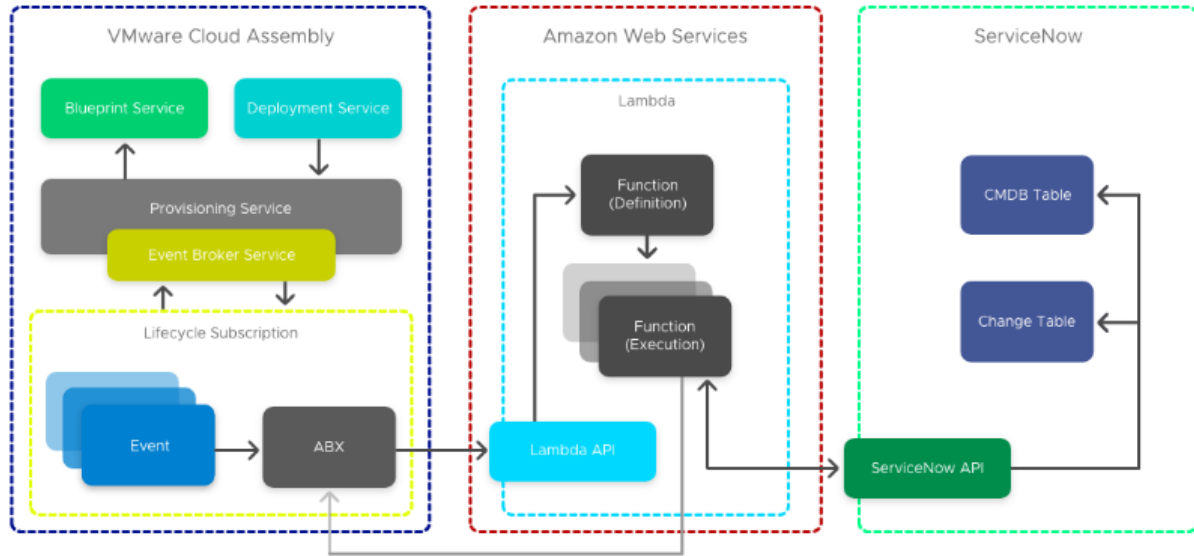 VMware Cloud Assembly
Blueprint Service
Deployment Service
Provisioning Service
Event Broker Service
Lifecycle Subscription
Event
ABX
Amazon Web Services
Lambda
Function
(Definition)
Function
(Execution)
Lambda API
ServiceNow
CMDB Table
Change Table
ServiceNow API